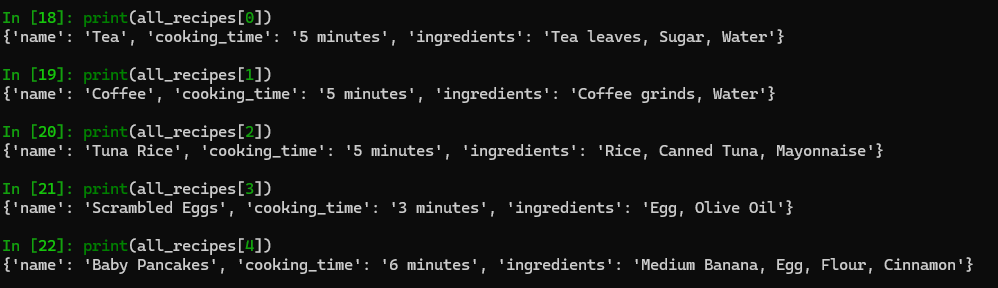 In [18]: print(all_recipes[0])
{'name': 'Tea', 'cooking_time': '5 minutes', 'ingredients': 'Tea leaves, Sugar, Water'}
In [19]: print(all_recipes[1])
{'name': 'Coffee', 'cooking_time': '5 minutes', 'ingredients': 'Coffee grinds, Water'}
In [20]: print(all_recipes[2])
{'name': 'Tuna Rice', 'cooking_time': '5 minutes', 'ingredients': 'Rice, Canned Tuna, Mayonnaise'}
In [21]: print(all_recipes[3])
{'name': 'Scrambled Eggs', 'cooking_time': '3 minutes', 'ingredients': 'Egg, Olive Oil'}
In [22]: print(all_recipes[4])
{'name': 'Baby Pancakes', 'cooking_time': '6 minutes', 'ingredients': 'Medium Banana, Egg, Flour, Cinnamon'}